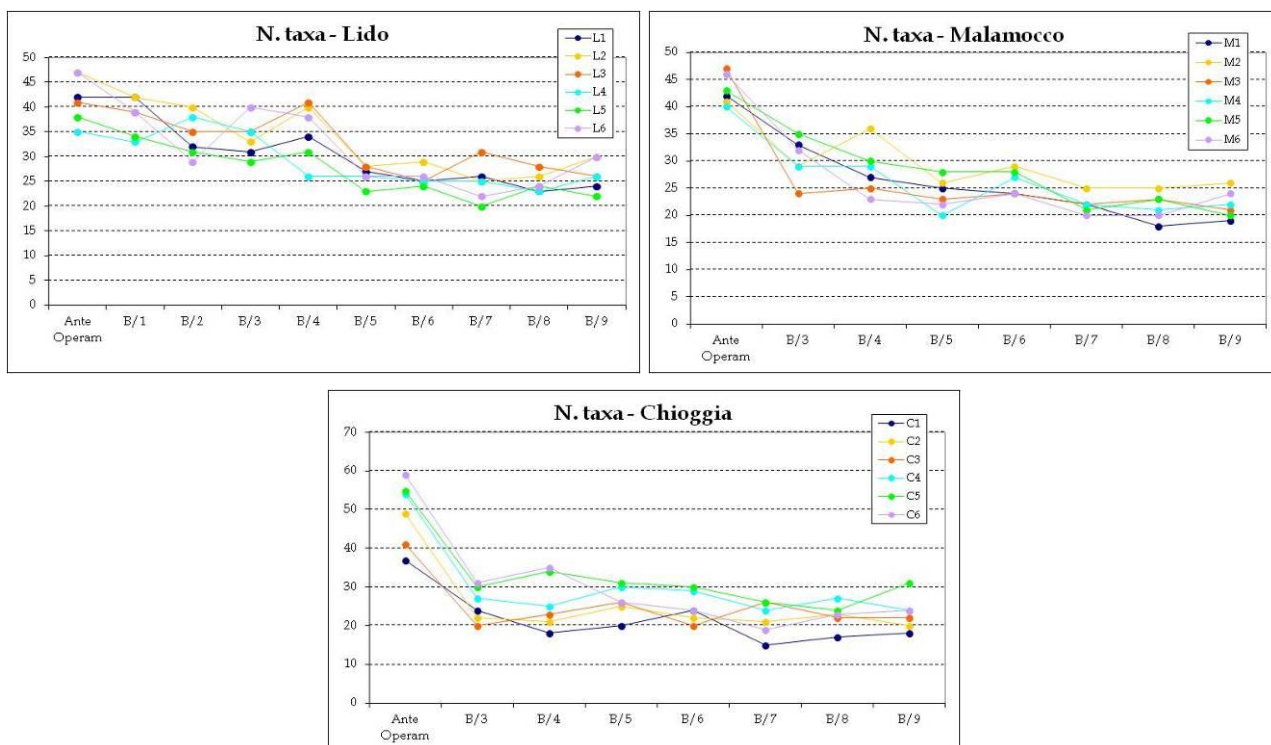 N. taxa - Lido
50
45
40
35
30
25
20
15
10
5
0
Ante Operam B/1 B/2 B/3 B/4 B/5 B/6 B/7 B/8 B/9
L1
L2
L3
L4
L5
L6
N. taxa - Malamocco
50
45
40
35
30
25
20
15
10
5
0
Ante Operam B/3 B/4 B/5 B/6 B/7 B/8 B/9
M1
M2
M3
M4
M5
M6
N. taxa - Chioggia
70
60
50
40
30
20
10
0
Ante Operam B/3 B/4 B/5 B/6 B/7 B/8 B/9
C1
C2
C3
C4
C5
C6